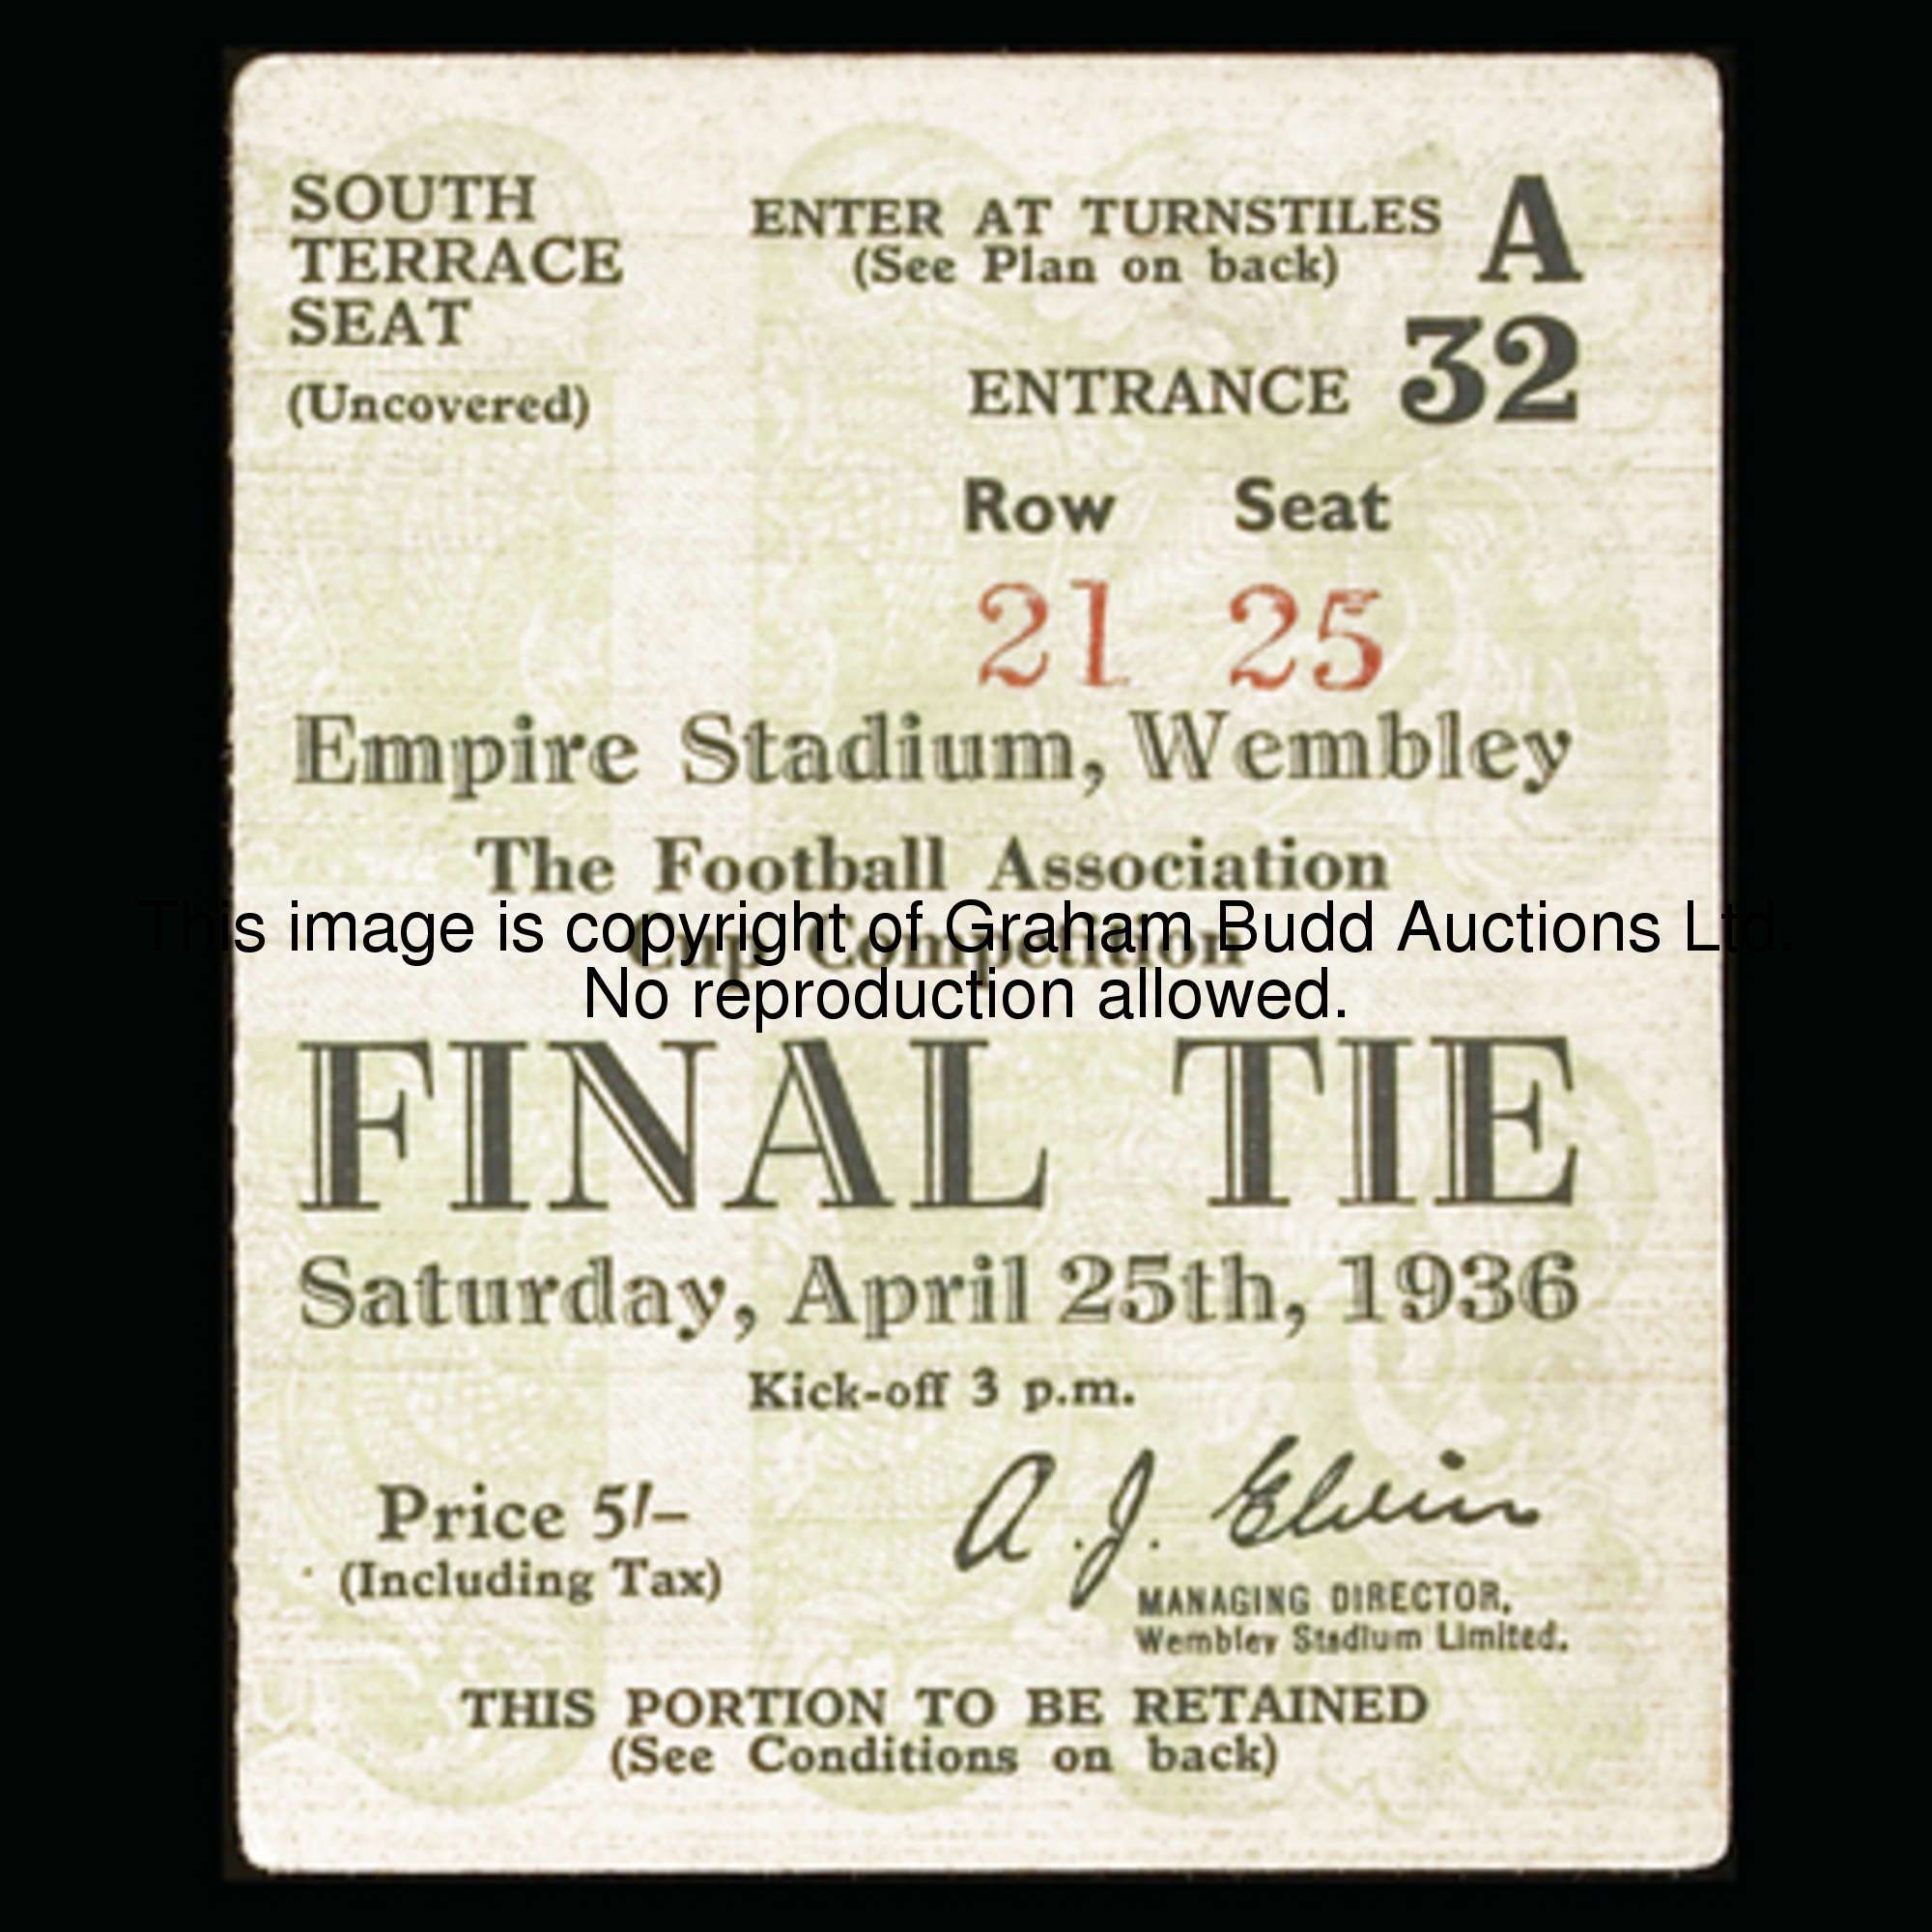 SOUTH
TERRACE
SEAT
(Uncovered)
ENTER AT TURNSTILES A
(See Plan on back)
ENTRANCE 32
Row Seat
21 25
Empire Stadium, Wembley
The Football Association
Cup Competition
This image is copyright of Graham Budd Auctions Ltd.
No reproduction allowed.
FINAL TIE
Saturday, April 25th, 1936
Kick-off 3 p.m.
Price 5/-
(Including Tax)
A. J. Elvin
MANAGING DIRECTOR,
Wembley Stadium Limited.
THIS PORTION TO BE RETAINED
(See Conditions on back)